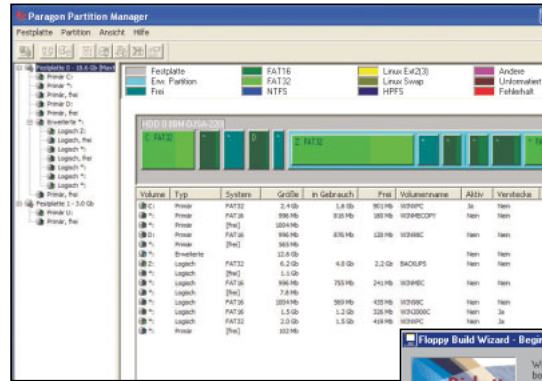 Paragon Partition Manager
Festplatte Partition Ansicht Hilfe
Festplatte 0 - 18.6 Gb
Primär C:
Primär *:
Primär, frei
Primär D:
Primär, frei
Erweiterte *:
Logisch Z:
Logisch, frei
Logisch *:
Logisch, frei
Logisch *:
Logisch *:
Logisch *:
Primär, frei
Festplatte 1 - 3.0 Gb
Primär U:
Primär, frei
Festplatte FAT16 Linux Ext2(3) Andere
Erw. Partition FAT32 Linux Swap Unformatiert
Frei NTFS HPFS Fehlerhaft
HDD 0 (IBM-DJSA-220)
C: FAT32 D Z: FAT32
Volume Typ System Größe in Gebrauch Frei Volumenname Aktiv Versteckt
C: Primär FAT32 2.4 Gb 1.6 Gb 901 Mb WINXPC Ja Nein
*: Primär FAT16 996 Mb 816 Mb 180 Mb WINMECOPY Nein Nein
*: Primär [frei] 1004 Mb
D: Primär FAT16 996 Mb 876 Mb 120 Mb WIN98C Nein Nein
*: Primär [frei] 565 Mb
*: Erweiterte 12.6 Gb Nein Nein
Z: Logisch FAT32 6.2 Gb 4.0 Gb 2.2 Gb BACKUPS Nein Nein
*: Logisch [frei] 1.1 Gb
*: Logisch FAT16 996 Mb 755 Mb 241 Mb WINMEC Nein Nein
*: Logisch [frei] 7.8 Mb
*: Logisch FAT16 1004 Mb 569 Mb 435 Mb WIN98C Nein Nein
*: Logisch FAT16 1.5 Gb 1.2 Gb 326 Mb WIN2000C Nein Ja
*: Logisch FAT32 2.0 Gb 1.5 Gb 419 Mb WINXPC Nein Ja
*: Primär [frei] 102 Mb
Floppy Build Wizard - Begin